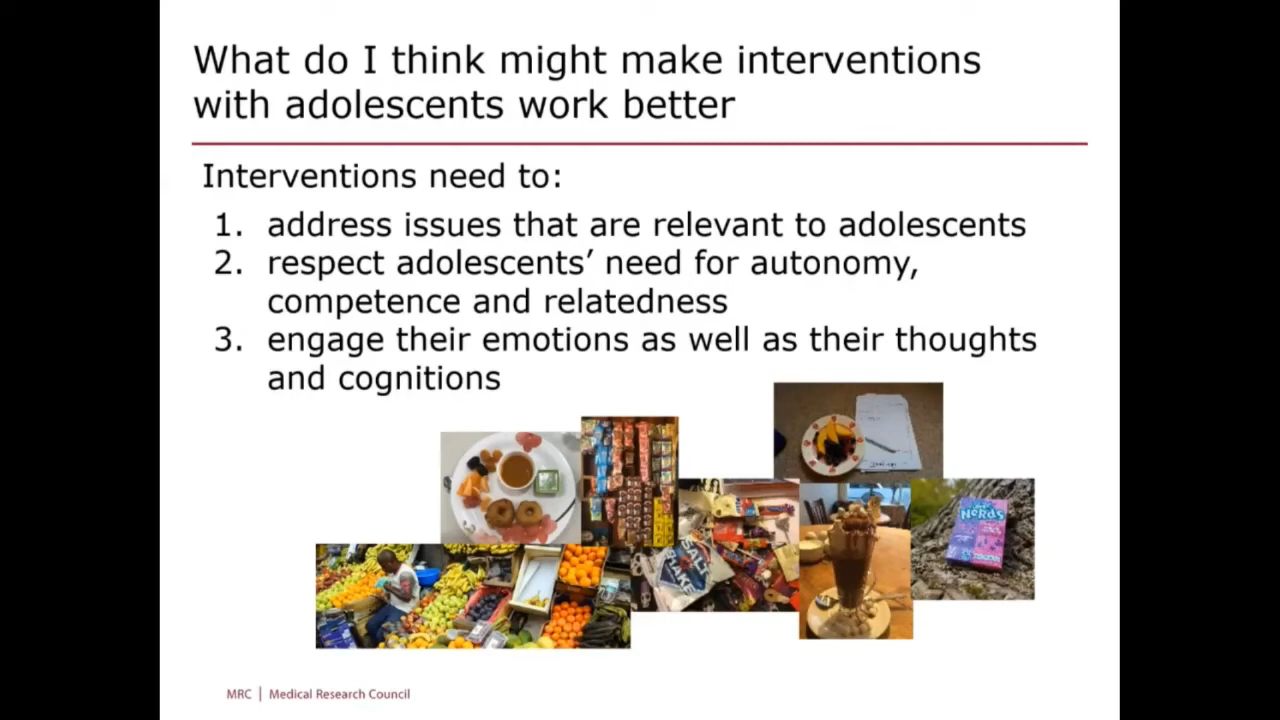 What do I think might make interventions
with adolescents work better
Interventions need to:
1. address issues that are relevant to adolescents
2. respect adolescents’ need for autonomy,
competence and relatedness
3. engage their emotions as well as their thoughts
and cognitions
NeRDS
SALT
SHAKE
MRC | Medical Research Council